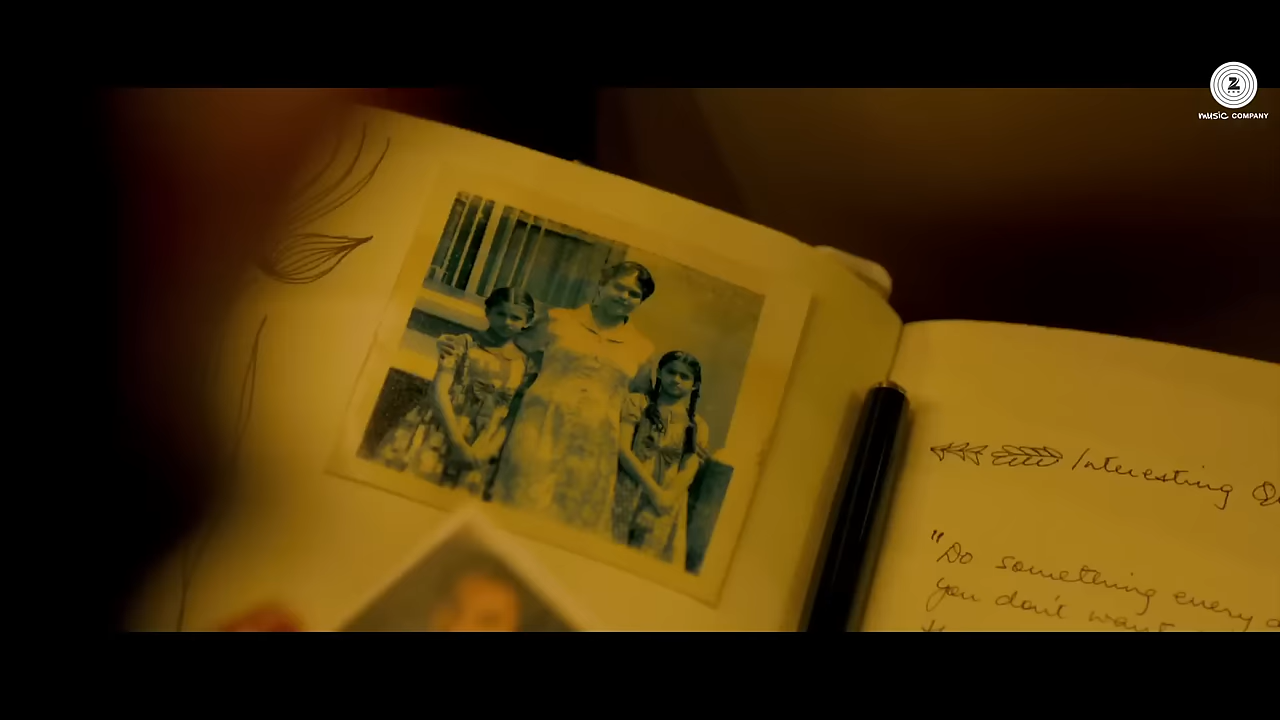 Z
music COMPANY
Interesting
"Do something every
you don't want